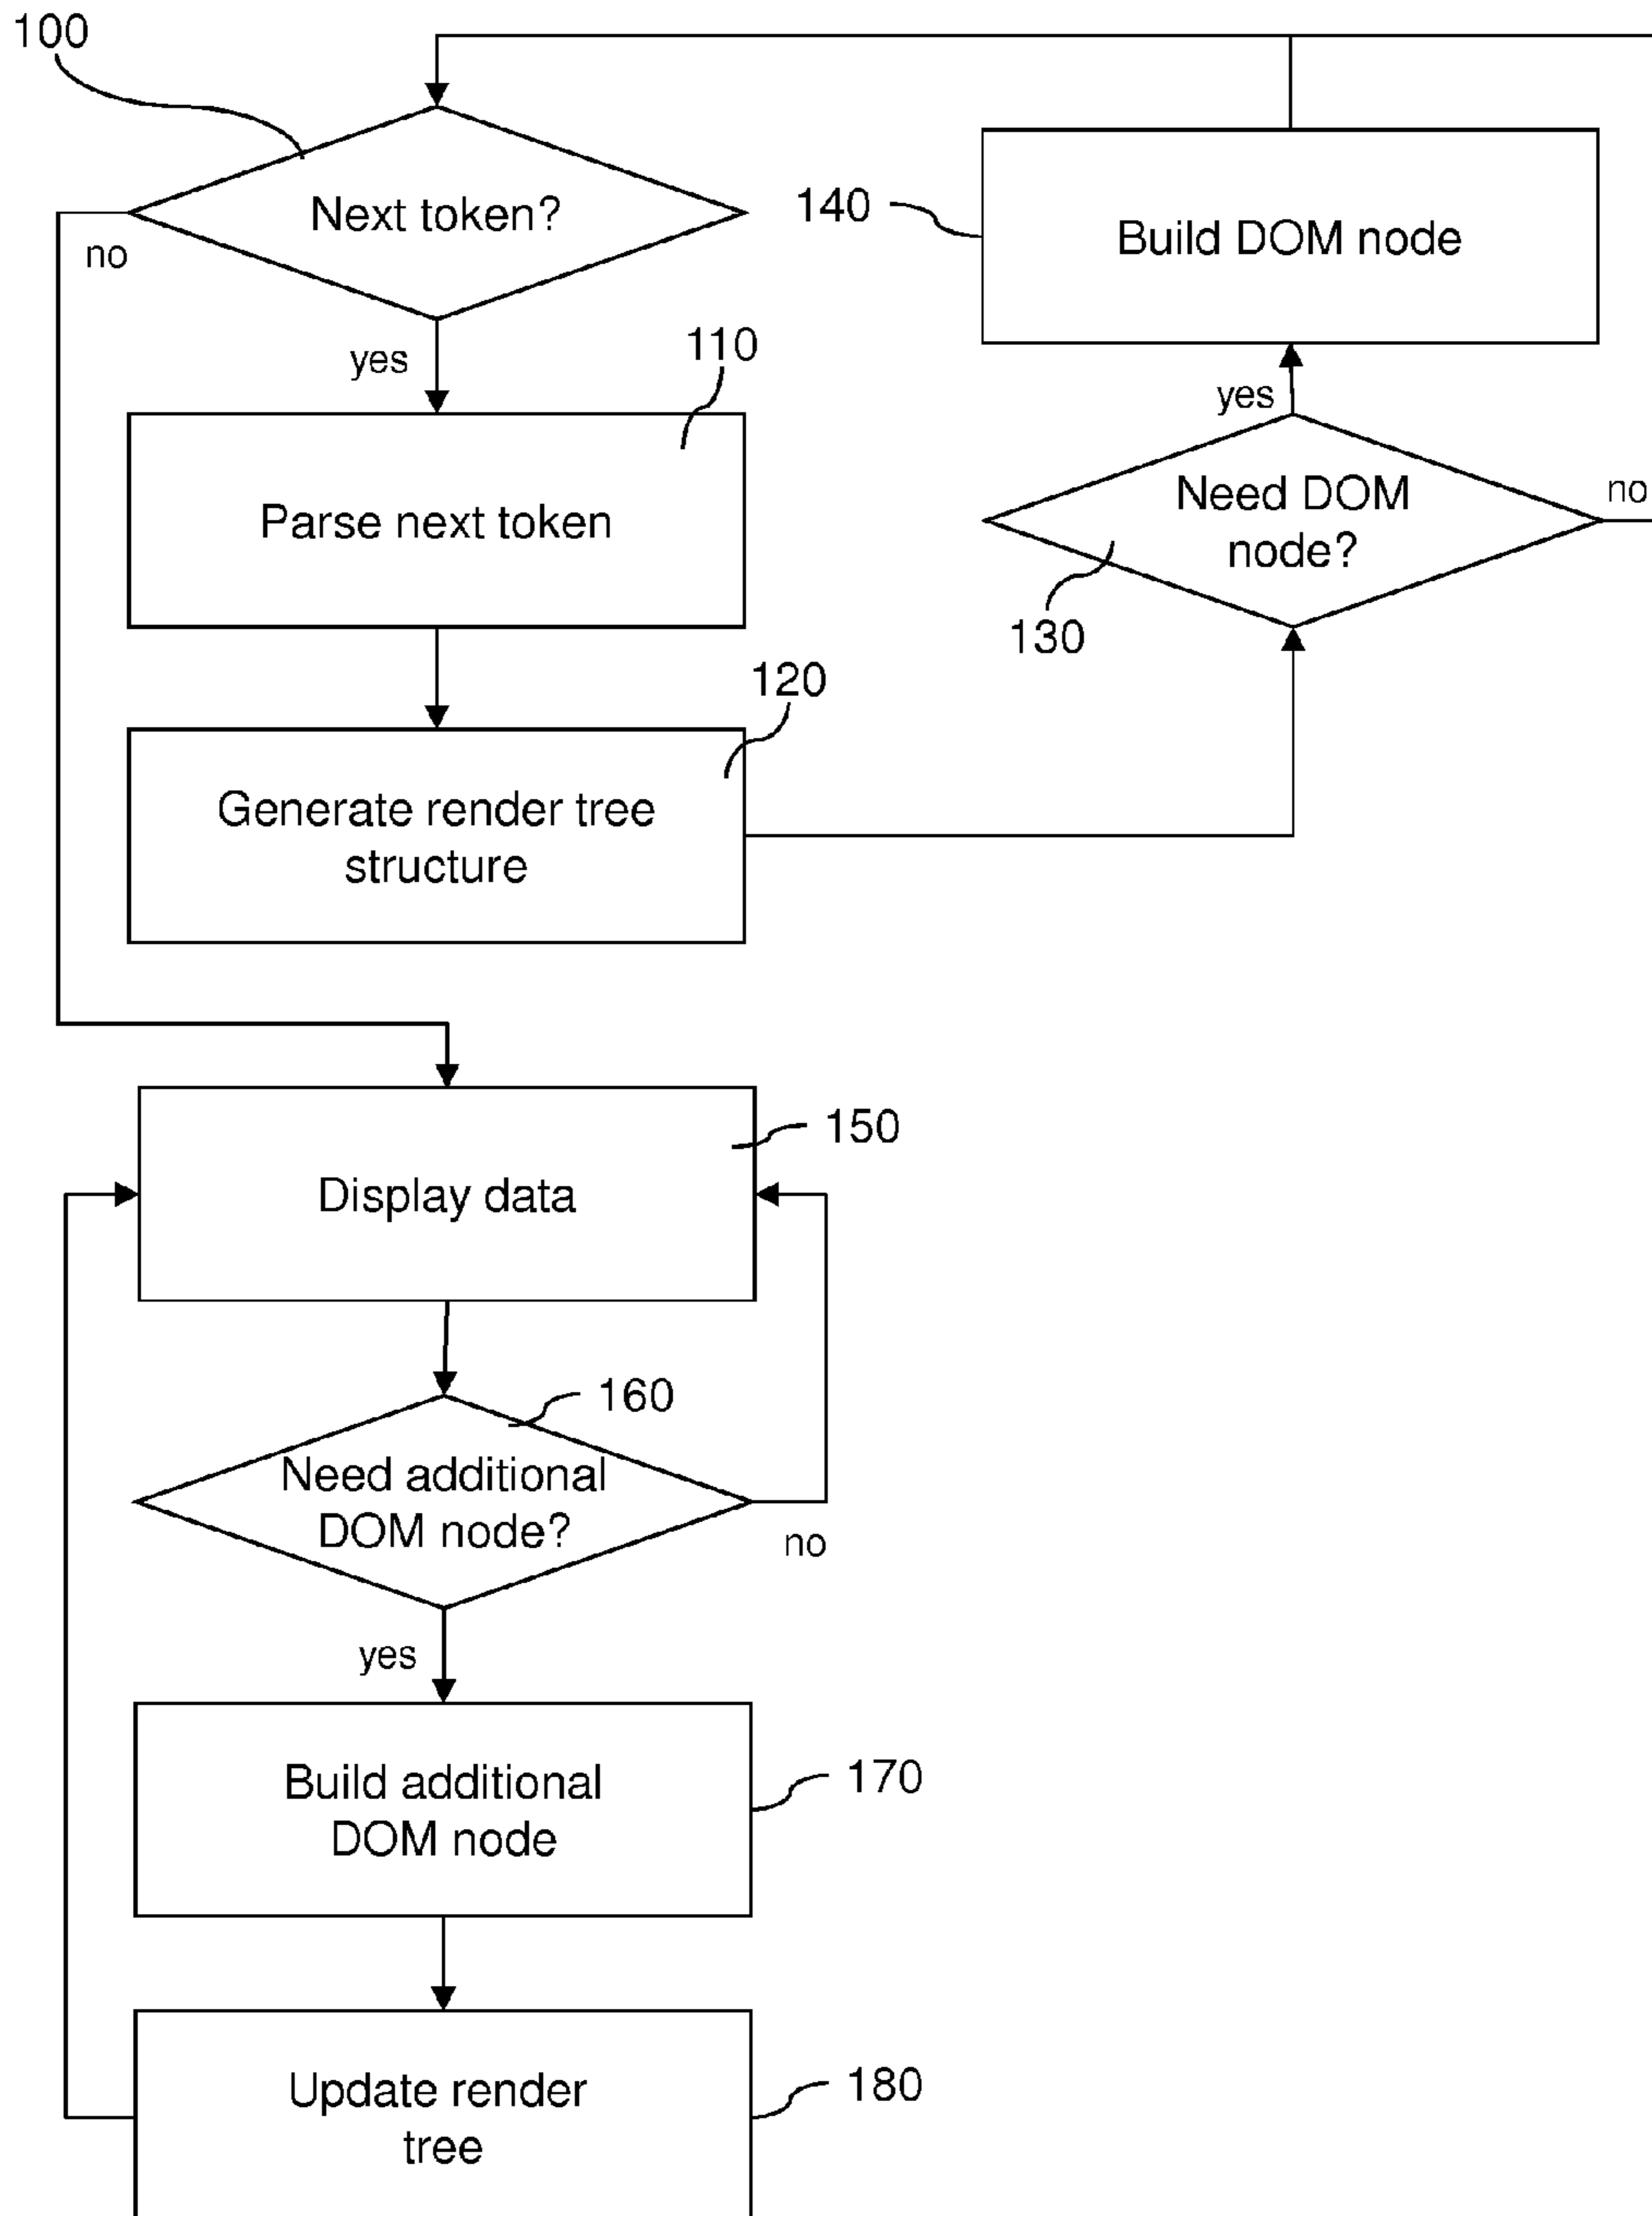 100
Next token?
no
yes
110
Parse next token
120
Generate render tree
structure
140
Build DOM node
yes
Need DOM
node?
no
130
150
Display data
160
Need additional
DOM node?
no
yes
Build additional
DOM node
170
Update render
tree
180